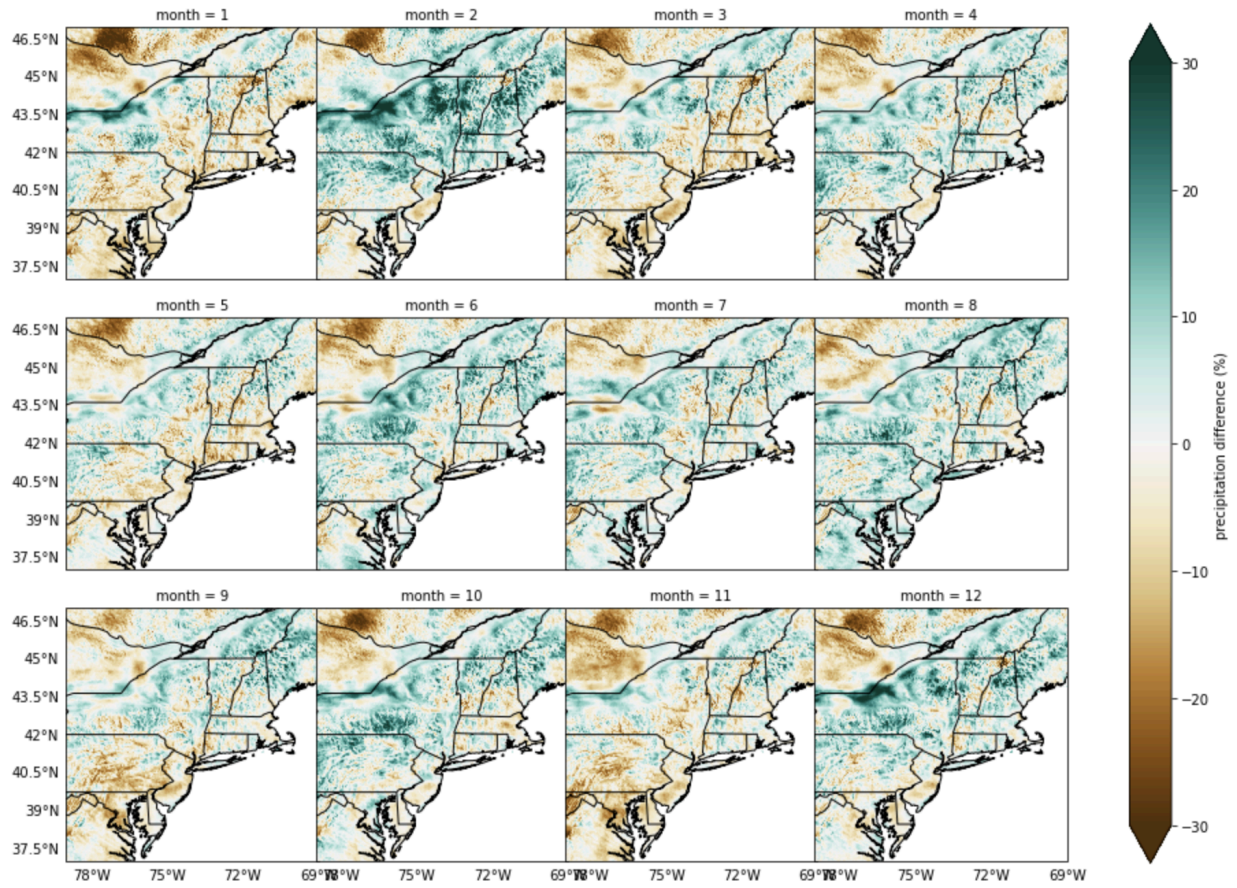 month = 1 month = 2 month = 3 month = 4
46.5°N
45°N
43.5°N
42°N
40.5°N
39°N
37.5°N
month = 5 month = 6 month = 7 month = 8
46.5°N
45°N
43.5°N
42°N
40.5°N
39°N
37.5°N
month = 9 month = 10 month = 11 month = 12
46.5°N
45°N
43.5°N
42°N
40.5°N
39°N
37.5°N
78°W 75°W 72°W 69°W 78°W 75°W 72°W 69°W 78°W 75°W 72°W 69°W 78°W 75°W 72°W 69°W
30
20
10
0
−10
−20
−30
precipitation difference (%)